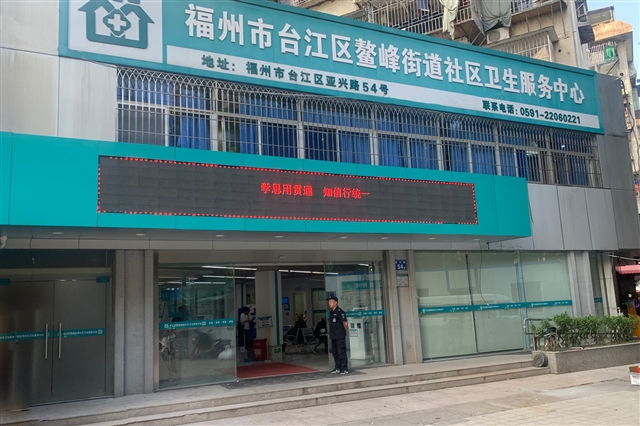 福州市台江区鳌峰街道社区卫生服务中心
地址：福州市台江区亚兴路54号
联系电话：0591-22060221
学思用贯通 知信行统一